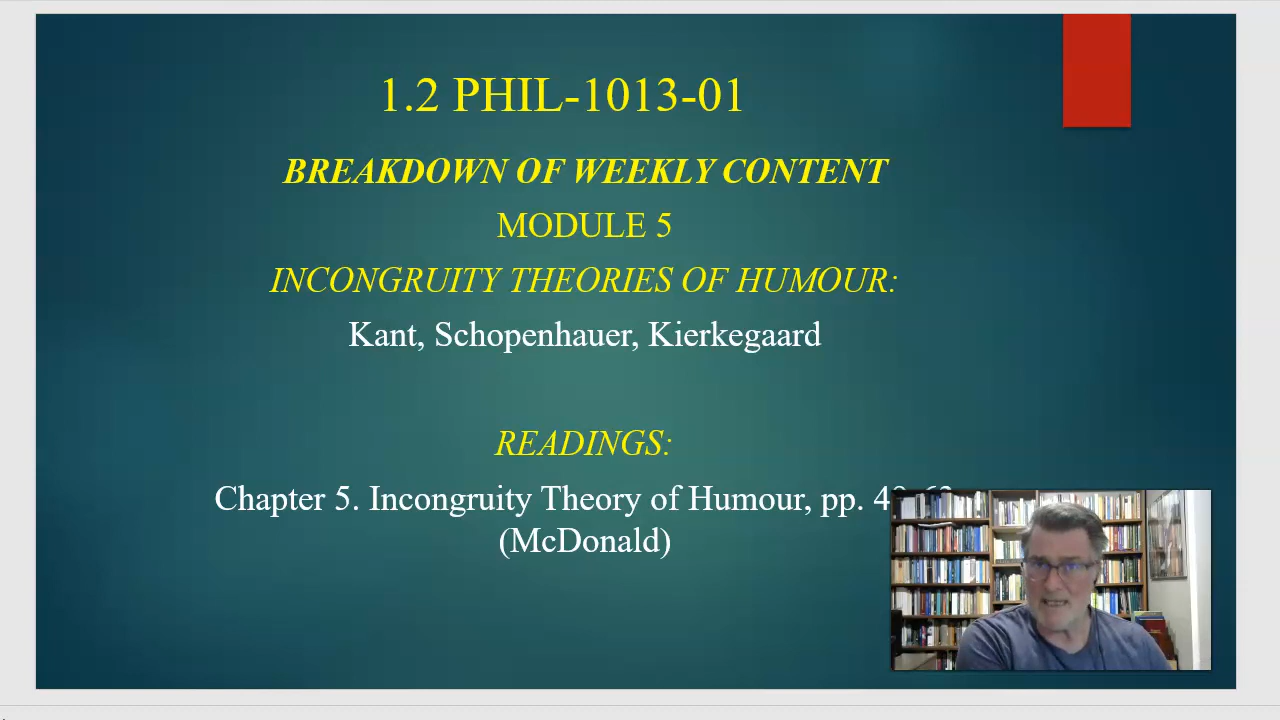 1.2 PHIL-1013-01
BREAKDOWN OF WEEKLY CONTENT
MODULE 5
INCONGRUITY THEORIES OF HUMOUR:
Kant, Schopenhauer, Kierkegaard
READINGS:
Chapter 5. Incongruity Theory of Humour, pp.
(McDonald)